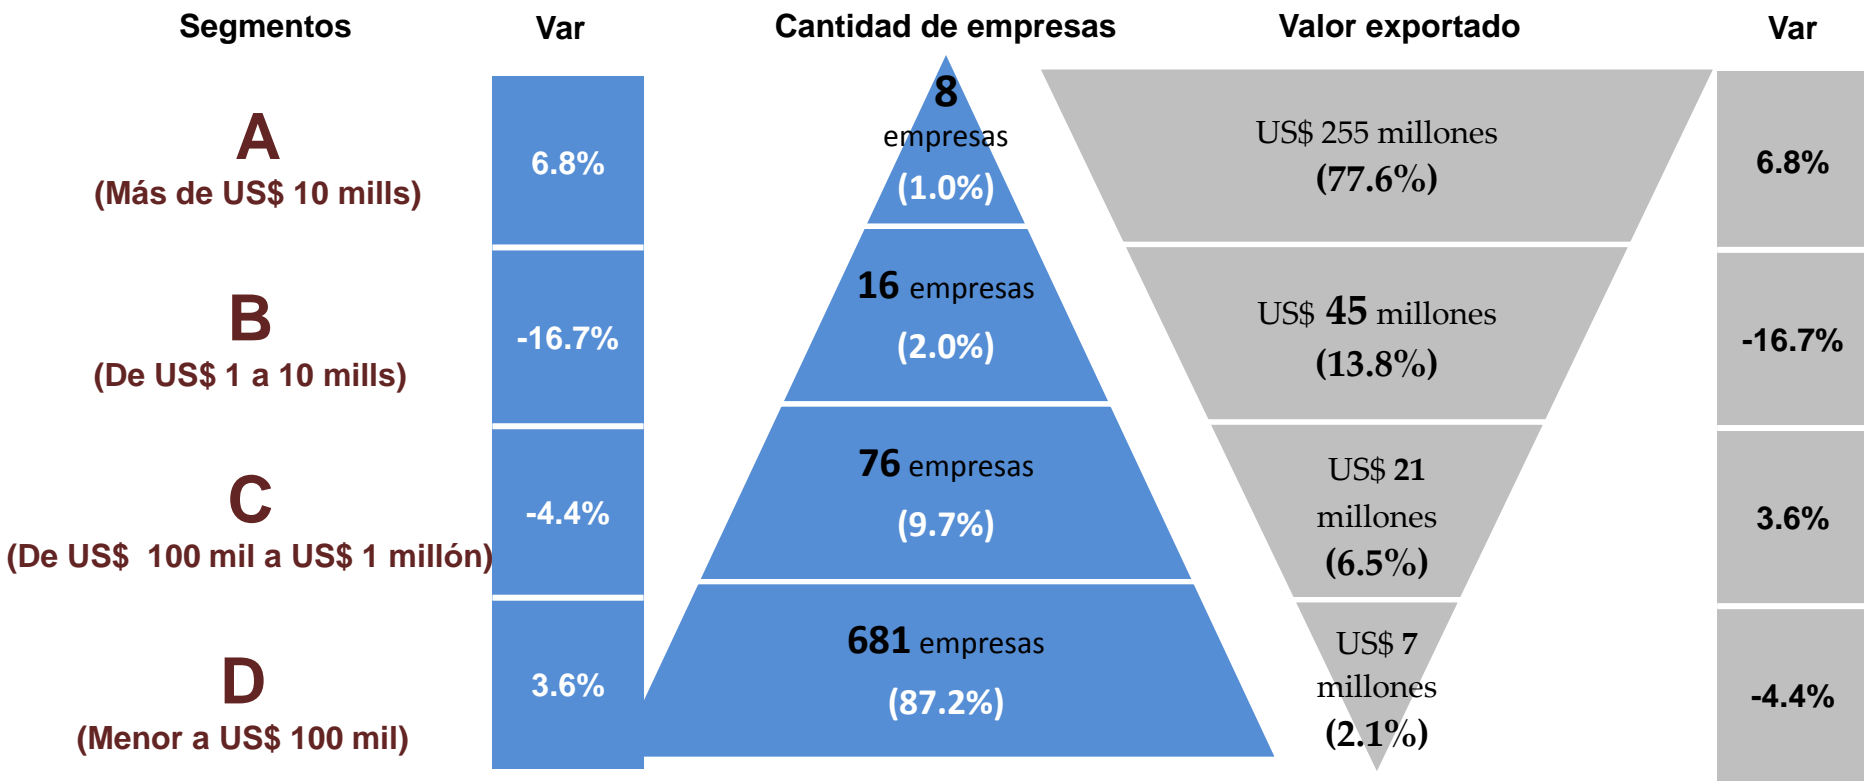 Segmentos Var Cantidad de empresas Valor exportado Var
A
(Más de US$ 10 mills)
6.8%
8
empresas
(1.0%)
US$ 255 millones
(77.6%)
6.8%
B
(De US$ 1 a 10 mills)
-16.7%
16 empresas
(2.0%)
US$ 45 millones
(13.8%)
-16.7%
C
(De US$ 100 mil a US$ 1 millón)
-4.4%
76 empresas
(9.7%)
US$ 21
millones
(6.5%)
3.6%
D
(Menor a US$ 100 mil)
3.6%
681 empresas
(87.2%)
US$ 7
millones
(2.1%)
-4.4%